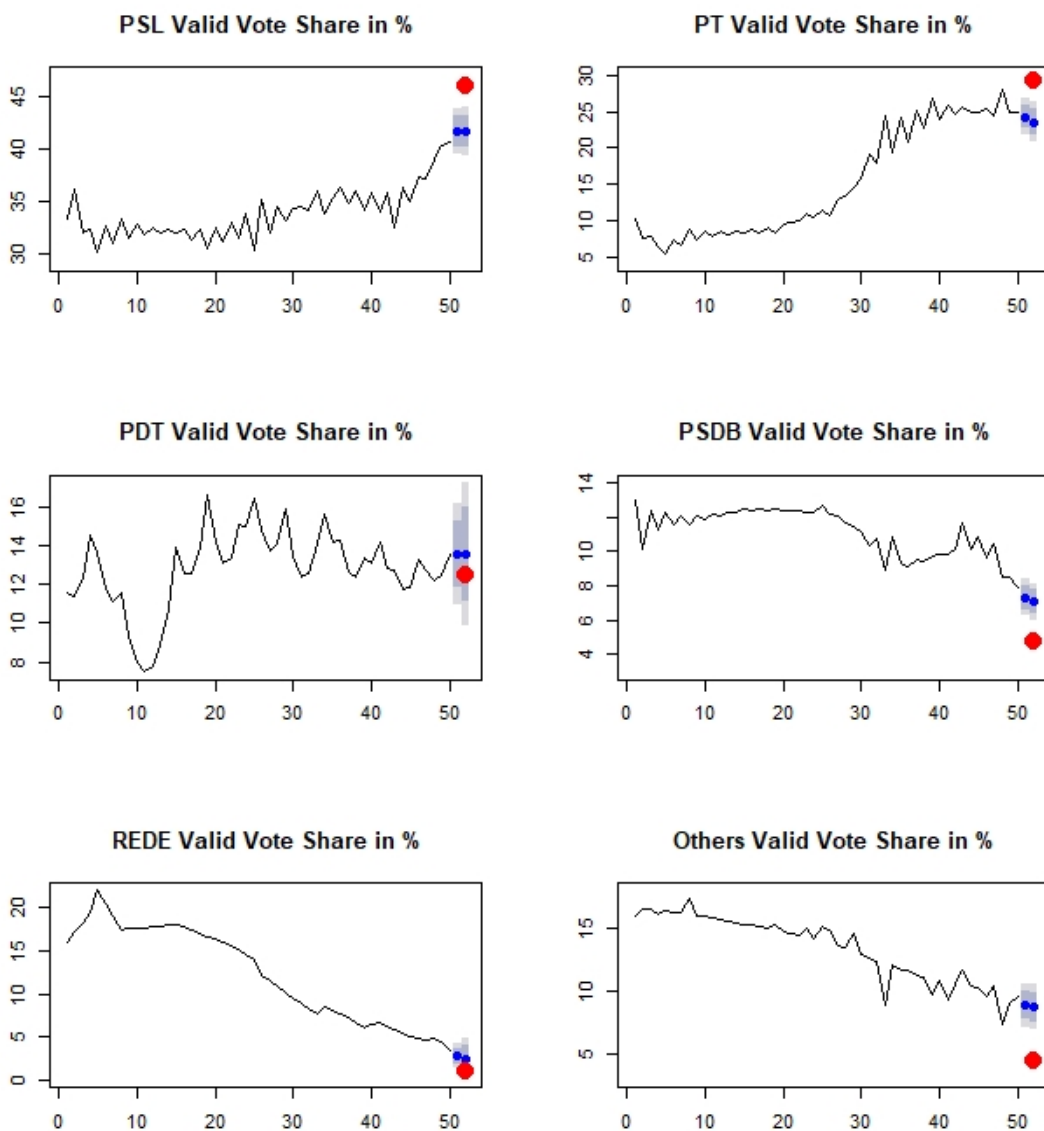 PSL Valid Vote Share in %
45
40
35
30
0 10 20 30 40 50
PT Valid Vote Share in %
30
25
20
15
10
5
0 10 20 30 40 50
PDT Valid Vote Share in %
16
14
12
10
8
0 10 20 30 40 50
PSDB Valid Vote Share in %
14
10
8
6
4
0 10 20 30 40 50
REDE Valid Vote Share in %
20
15
10
5
0
0 10 20 30 40 50
Others Valid Vote Share in %
15
10
5
0 10 20 30 40 50